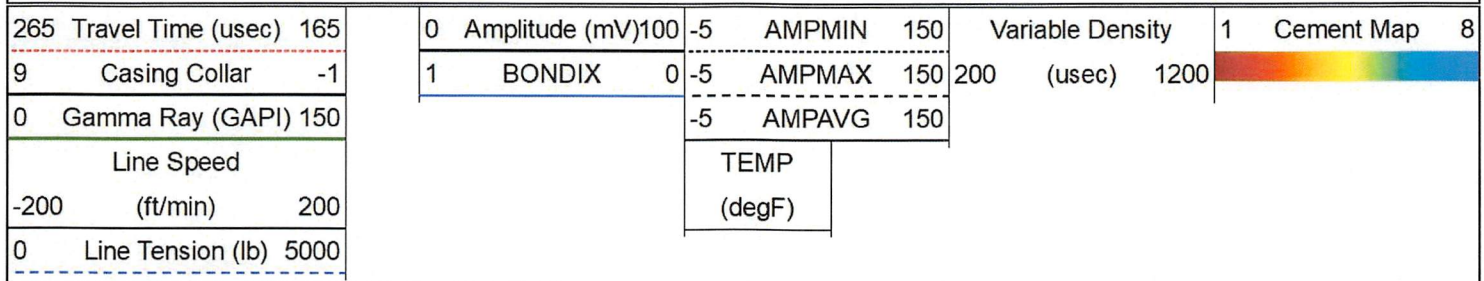 265 Travel Time (usec) 165
9 Casing Collar -1
0 Gamma Ray (GAPI) 150
Line Speed
-200 (ft/min) 200
0 Line Tension (lb) 5000
0 Amplitude (mV)100
1 BONDIX 0
-5 AMPMIN 150
-5 AMPMAX 150
-5 AMPAVG 150
TEMP
(degF)
Variable Density
200 (usec) 1200
1 Cement Map 8